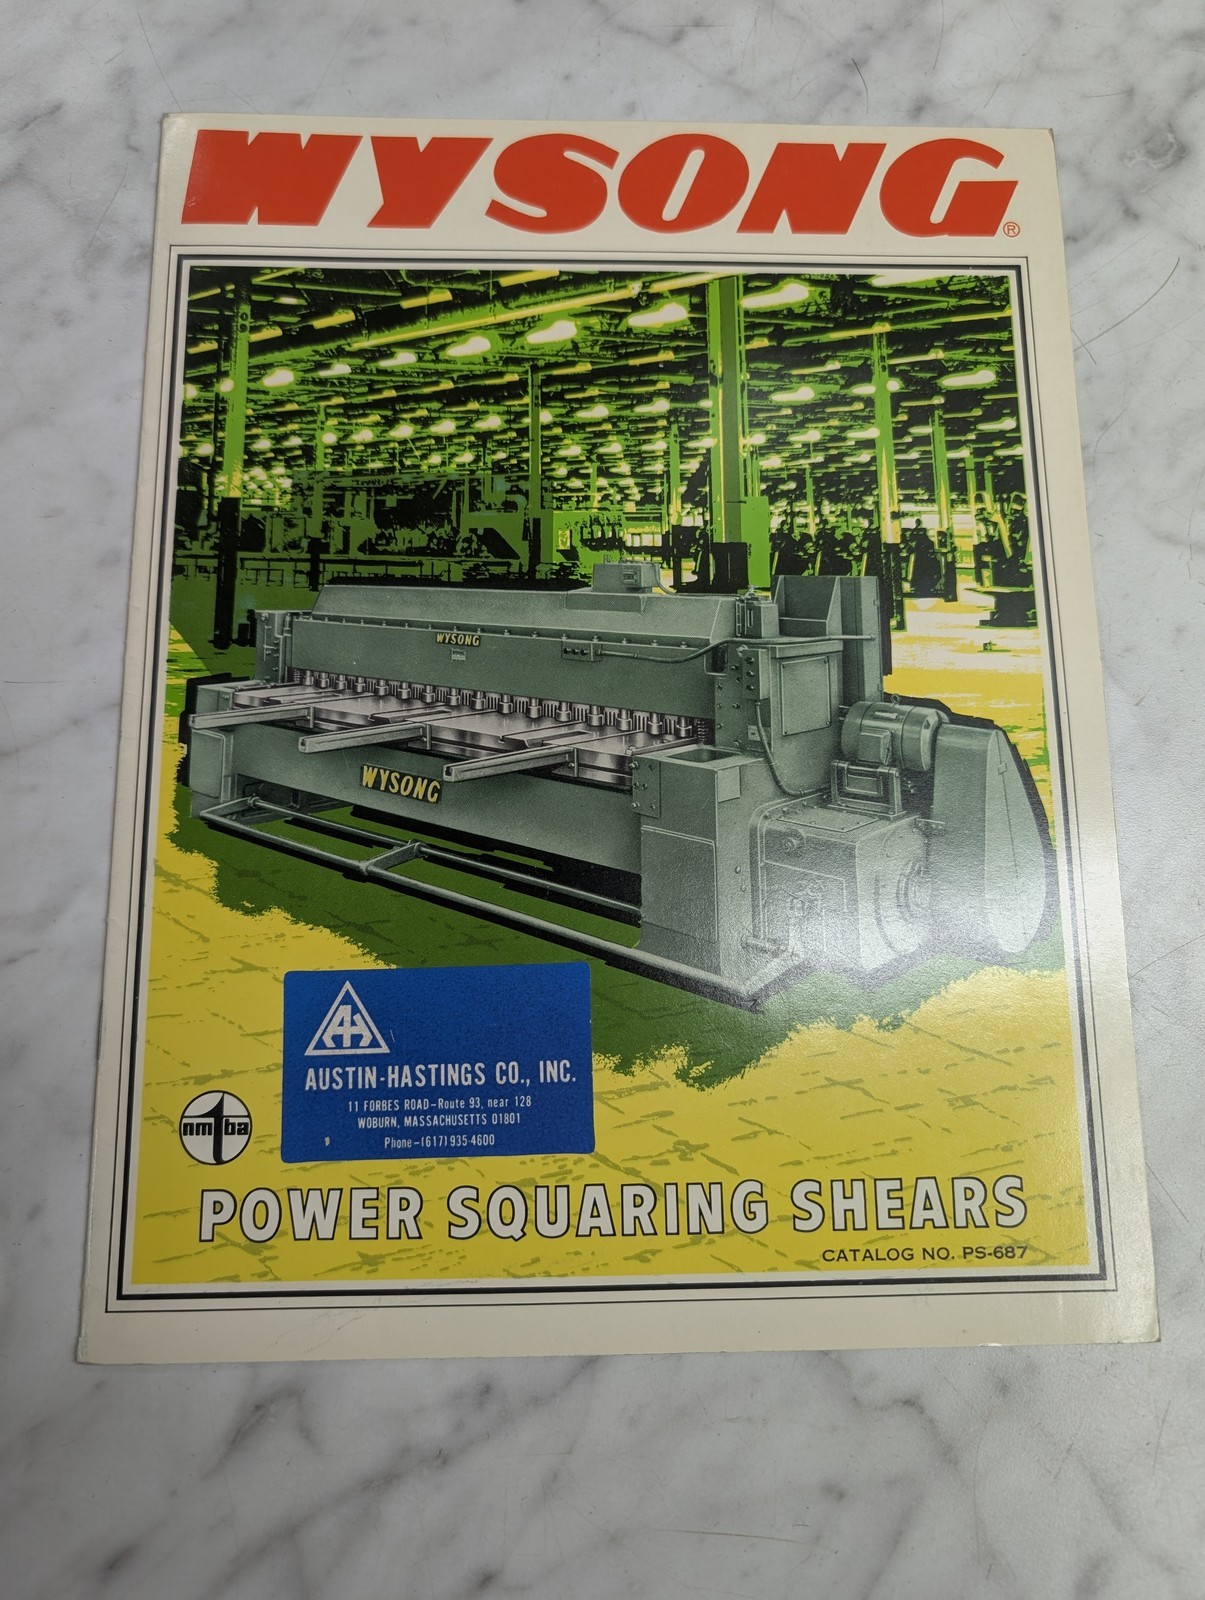 WYSONG®
WYSONG
WYSONG
AH
AUSTIN-HASTINGS CO., INC.
11 FORBES ROAD-Route 93, near 128
WOBURN, MASSACHUSETTS 01801
Phone-(617) 935-4600
nmtba
POWER SQUARING SHEARS
CATALOG NO. PS-687